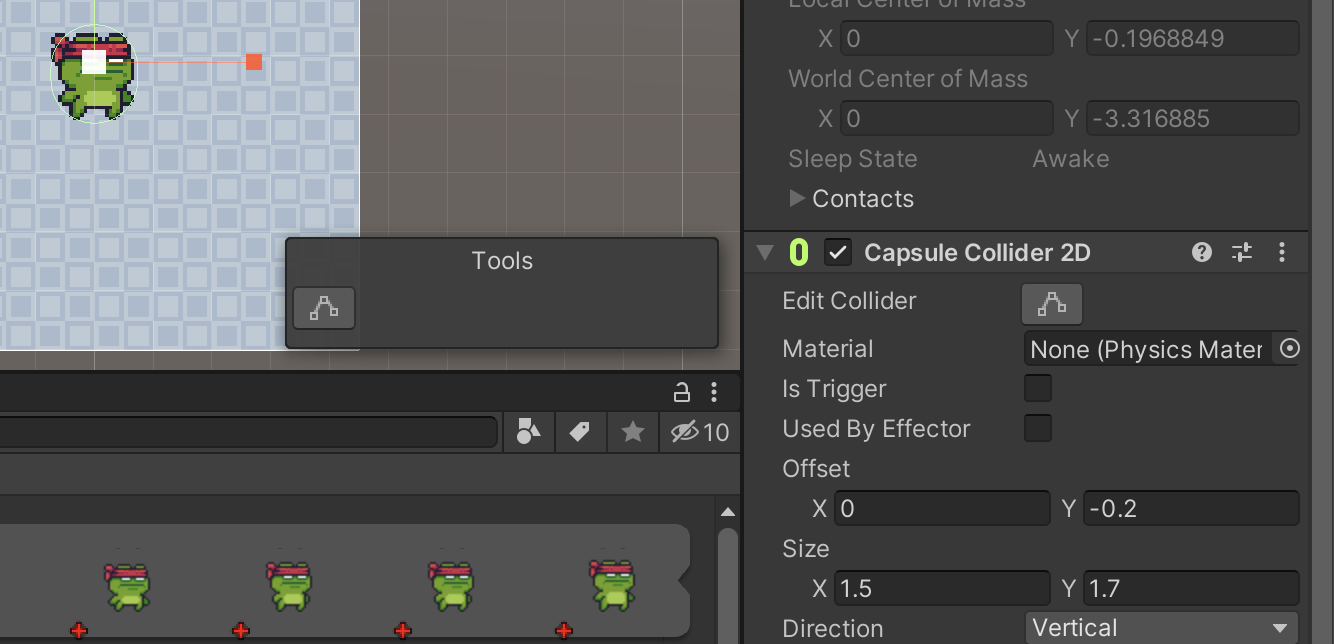 Local Center of Mass
X 0 Y -0.1968849
World Center of Mass
X 0 Y -3.316885
Sleep State Awake
Contacts
Tools
Capsule Collider 2D
Edit Collider
Material None (Physics Mater
Is Trigger
Used By Effector
10
Offset
X 0 Y -0.2
Size
X 1.5 Y 1.7
Direction Vertical